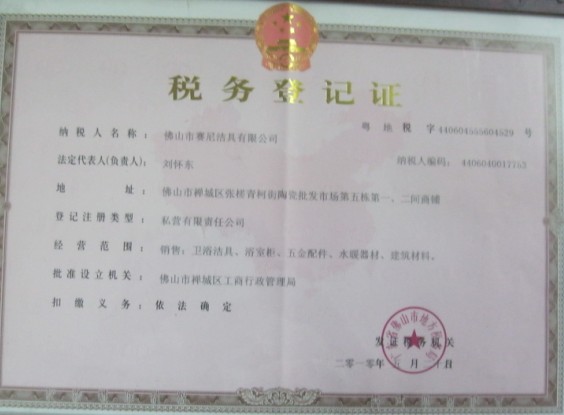 税务登记证
粤地税字440604555604529号
纳税人名称：佛山市赛尼洁具有限公司
纳税人编码：4406040017753
法定代表人(负责人)：刘怀东
地址：佛山市禅城区张槎青柯街陶瓷批发市场第五栋第一、二间商铺
登记注册类型：私营有限责任公司
经营范围：销售：卫浴洁具、浴室柜、五金配件、水暖器材、建筑材料。
批准设立机关：佛山市禅城区工商行政管理局
扣缴义务：依法确定
发证税务机关
二零一零年 月 十日